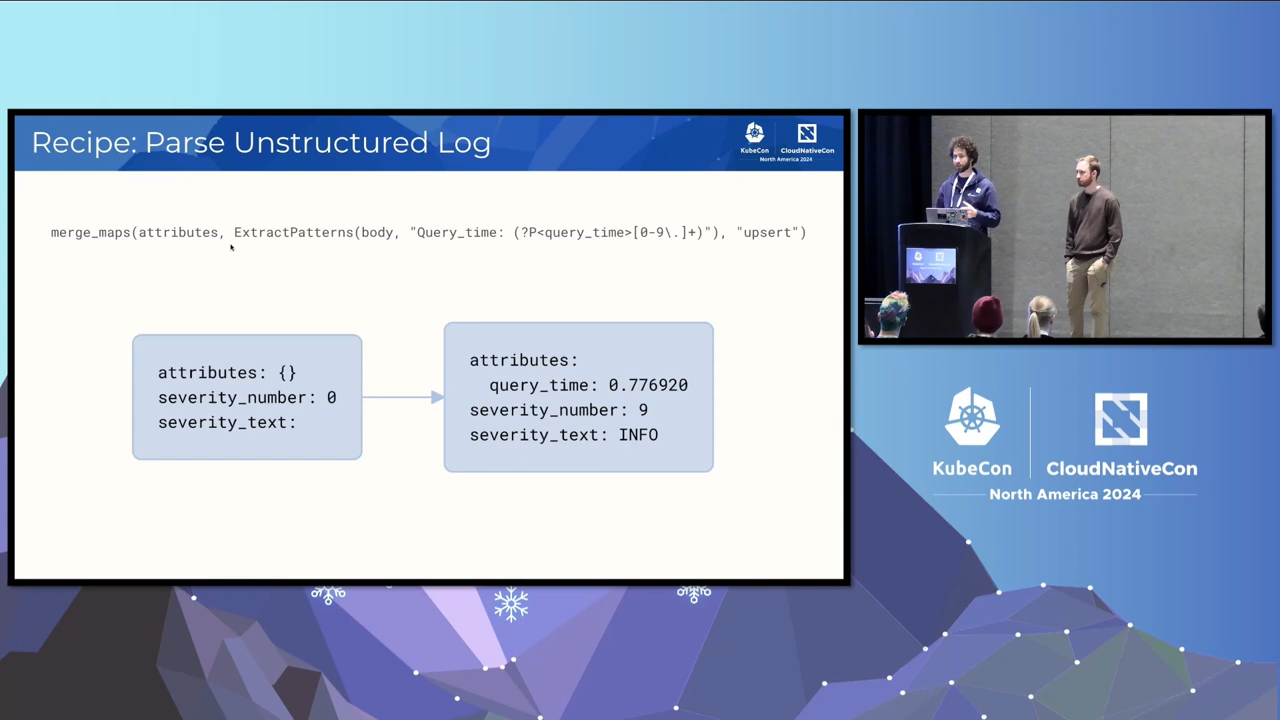 Recipe: Parse Unstructured Log
KubeCon
CloudNativeCon
North America 2024
merge_maps(attributes, ExtractPatterns(body, "Query_time: (?P<query_time>[0-9\.]+)"), "upsert")
attributes: {}
severity_number: 0
severity_text:
attributes:
query_time: 0.776920
severity_number: 9
severity_text: INFO
KubeCon
CloudNativeCon
North America 2024